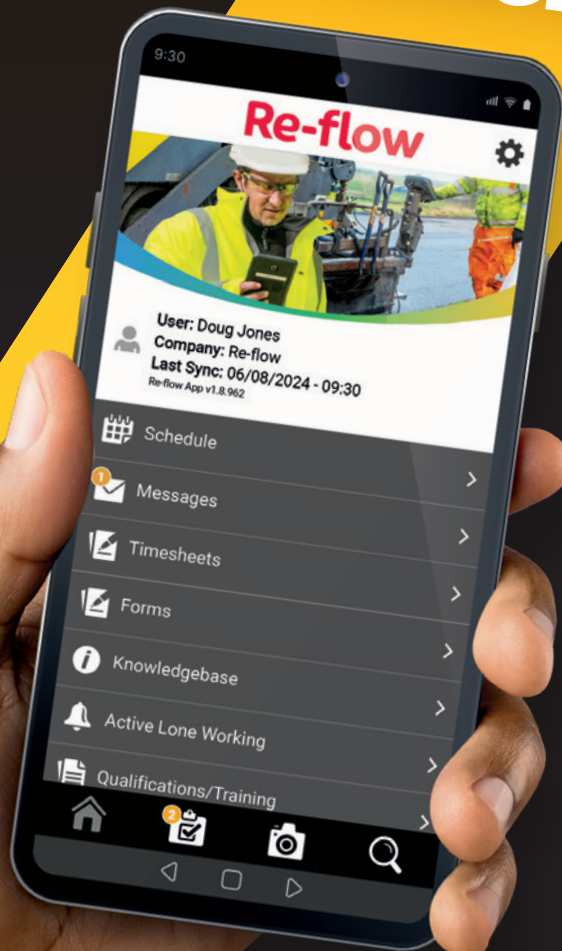 9:30
Re-flow
User: Doug Jones
Company: Re-flow
Last Sync: 06/08/2024 - 09:30
Re-flow App v1.8.962
Schedule
1
Messages
Timesheets
Forms
Knowledgebase
Active Lone Working
Qualifications/Training
2